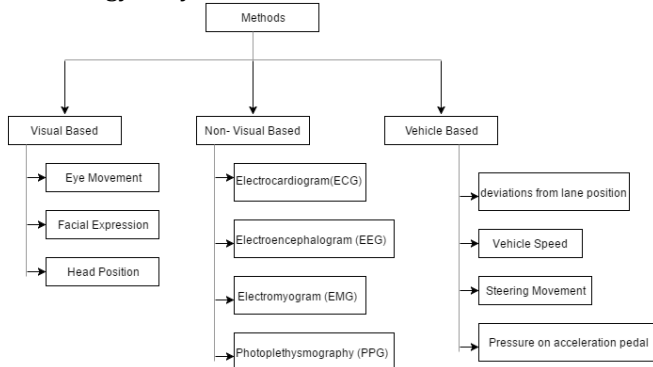 Methods
Visual Based
Non- Visual Based
Vehicle Based
Eye Movement
Facial Expression
Head Position
Electrocardiogram(ECG)
Electroencephalogram (EEG)
Electromyogram (EMG)
Photoplethysmography (PPG)
deviations from lane position
Vehicle Speed
Steering Movement
Pressure on acceleration pedal